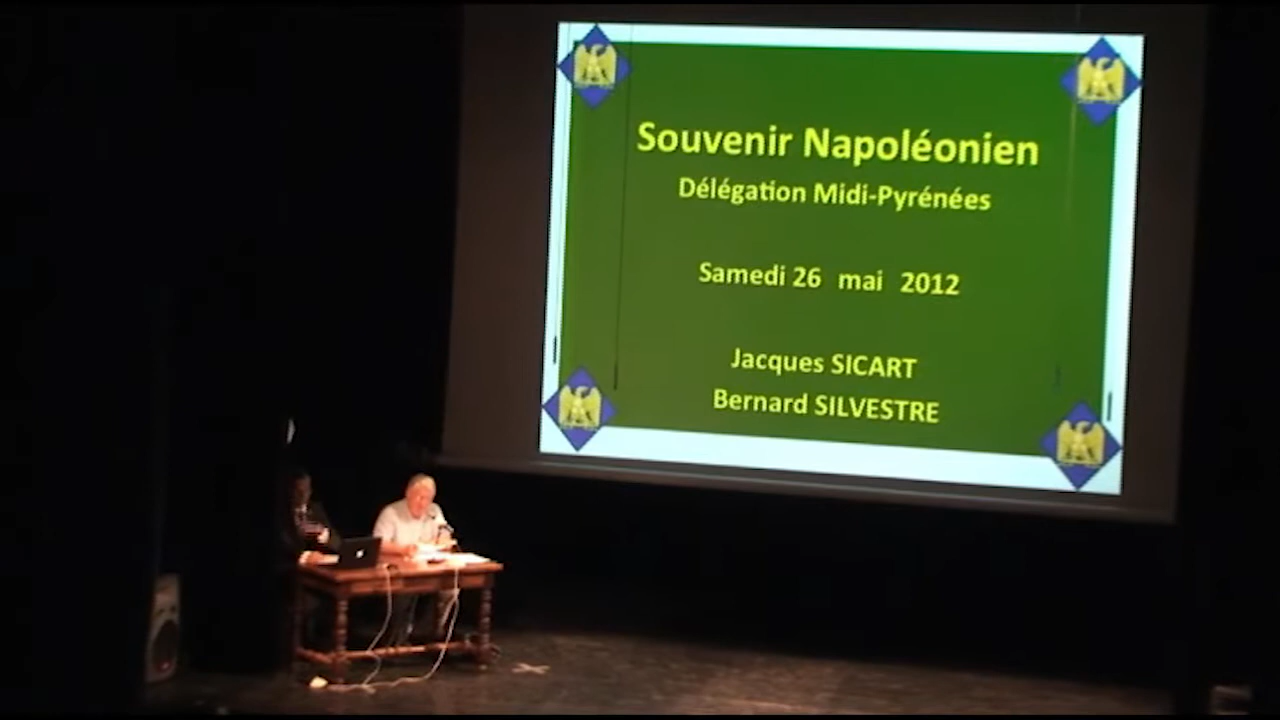 Souvenir Napoléonien
Délégation Midi-Pyrénées
Samedi 26 mai 2012
Jacques SICART
Bernard SILVESTRE